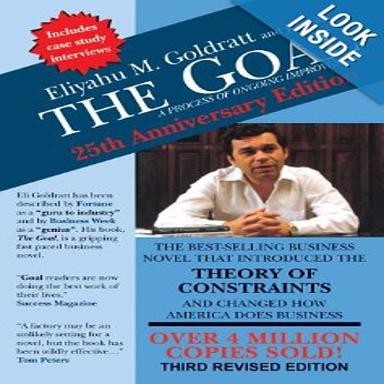 LOOK
INSIDE
Includes
case study
interviews
Eliyahu M. Goldratt and
THE GOA
A PROCESS OF ONGOING IMPROV
25th Anniversary Edition
Eli Goldratt has been
described by Fortune
as a "guru to industry"
and by Business Week
as a "genius". His book,
The Goal, is a gripping
fast paced business
novel.
"Goal readers are now
doing the best work of
their lives."
Success Magazine
"A factory may be an
unlikely setting for a
novel, but the book has
been wildly effective..."
Tom Peters
THE BEST-SELLING BUSINESS
NOVEL THAT INTRODUCED THE
THEORY OF
CONSTRAINTS
AND CHANGED HOW
AMERICA DOES BUSINESS
OVER 4 MILLION
COPIES SOLD!
THIRD REVISED EDITION